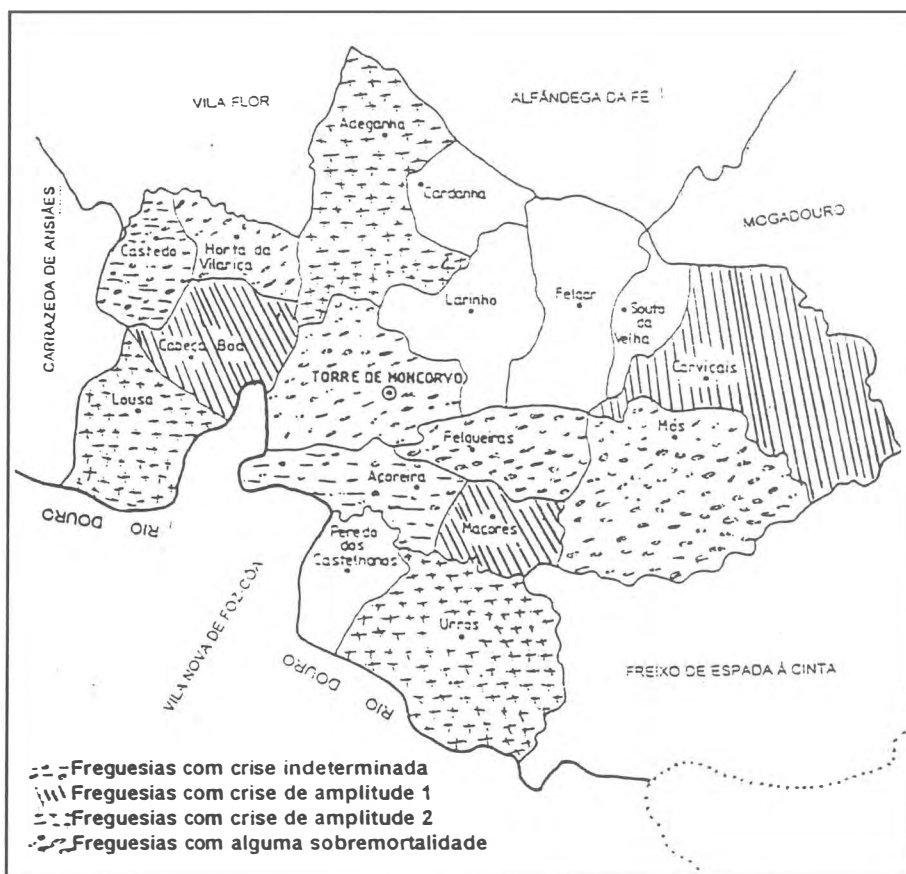 VILA FLOR
ALFÂNDEGA DA FÉ
Adeganha
CARRAZEDA DE ANSIÃES
Cardanha
MOGADOURO
Castedo
Horta da
Vilariça
Larinho
Felgar
Souto
da
Velha
Cabeça Boa
Carviçais
TORRE DE MONCORVO
Lousa
Mós
Felgueiras
Açoreira
RIO DOURO
Maçores
Peredo
dos
Castelhanos
Urros
VILA NOVA DE FOZ-CÔA
RIO DOURO
FREIXO DE ESPADA À CINTA
Freguesias com crise indeterminada
Freguesias com crise de amplitude 1
Freguesias com crise de amplitude 2
Freguesias com alguma sobremortalidade